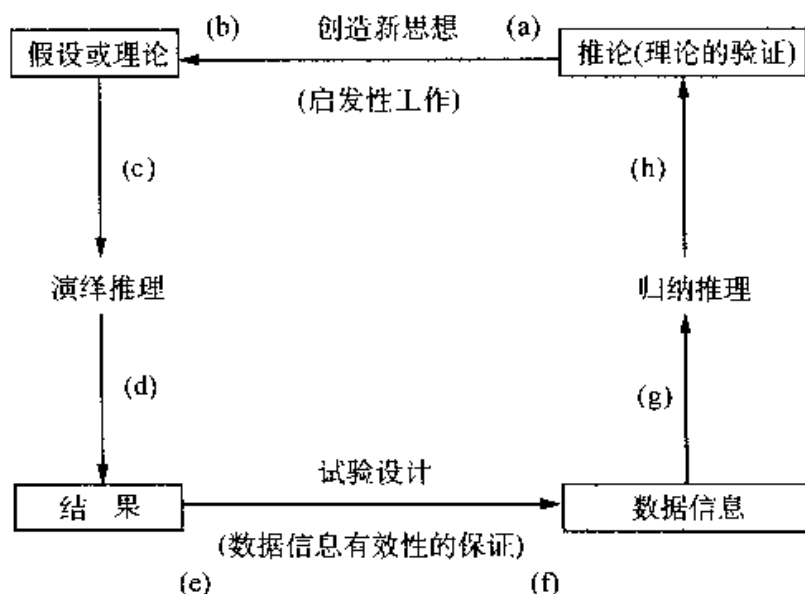 (b) 创造新思想 (a)
假设或理论 推论(理论的验证)
(启发性工作)
(c) (h)
演绎推理 归纳推理
(d) (g)
试验设计
结 果 数据信息
(数据信息有效性的保证)
(e) (f)